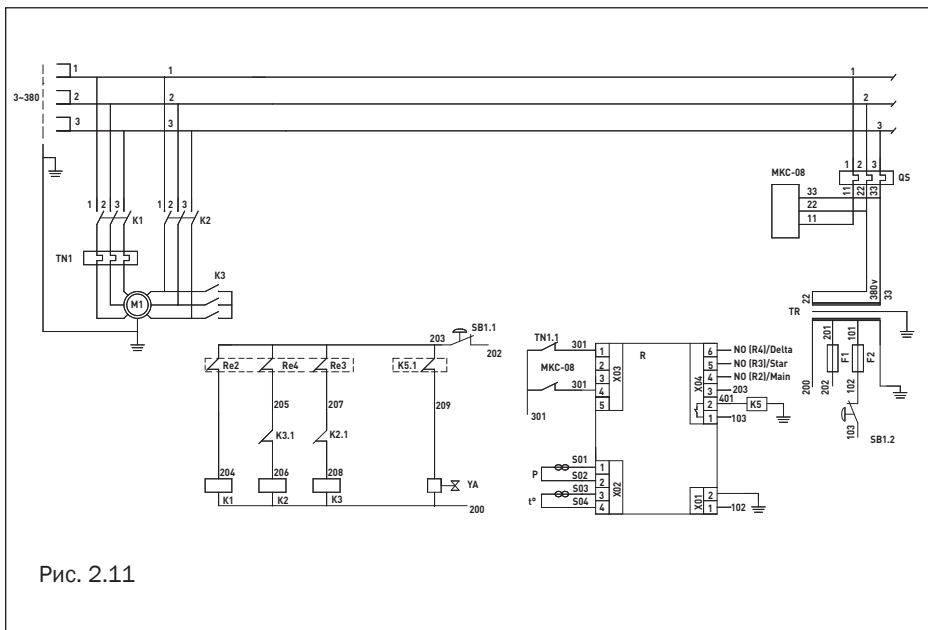 1
1
1
3~380
2
2
2
3
3
3
1 2 3
K1
1 2 3
K2
TN1
K3
M1
1 2 3
QS
MKC-08
11 22 33
33
22
11
22
380v
33
TR
201
101
200
F1
F2
202
102
103
SB1.2
203
SB1.1
202
Re2
Re4
Re3
K5.1
205
207
209
K3.1
K2.1
204
206
208
YA
K1
K2
K3
200
TN1.1
301
MKC-08
301
301
1
2
3
4
5
X03
R
X04
6
5
4
3
2
1
NO (R4)/Delta
NO (R3)/Star
NO (R2)/Main
203
401
K5
103
P
S01
S02
t°
S03
S04
1
2
3
4
X02
X01
2
1
102
Рис. 2.11